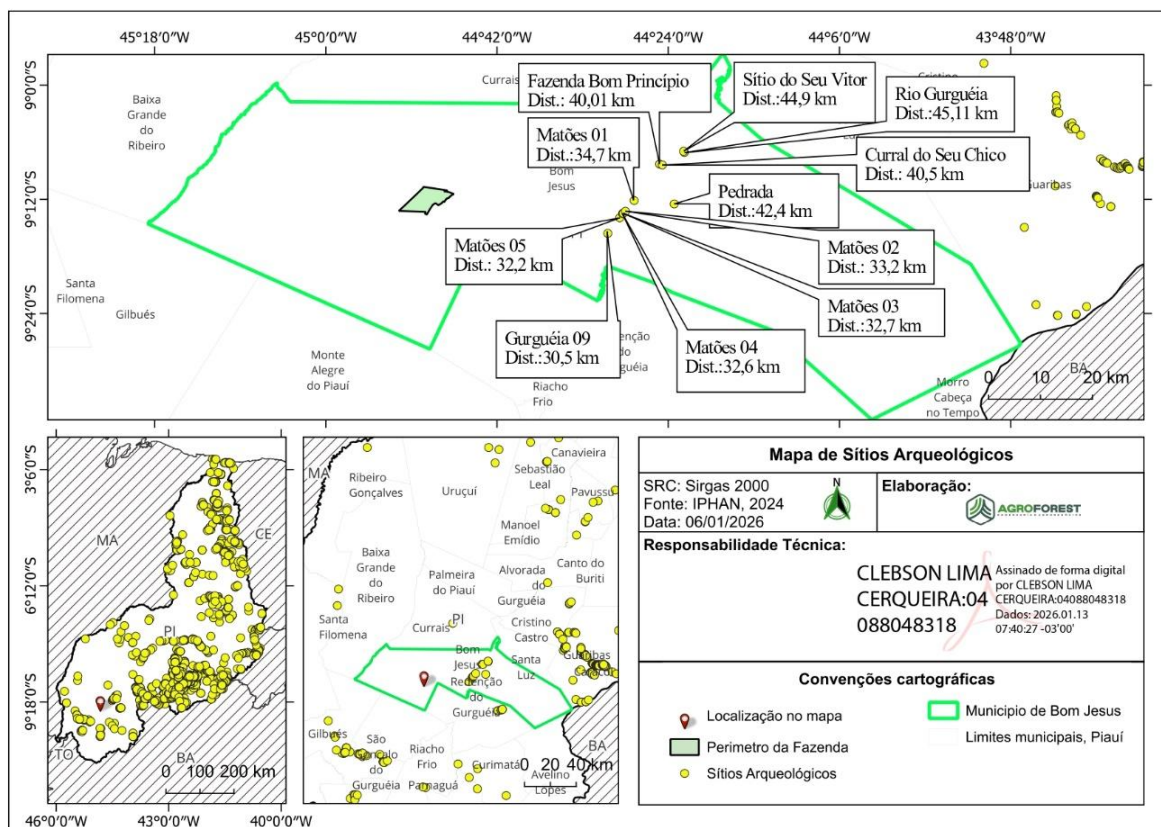 45°18'0"W 45°0'0"W 44°42'0"W 44°24'0"W 44°68'0"W 43°48'0"W
9°0'0"S
9°12'0"S
9°24'0"S
Currais
Baixa
Grande
do
Ribeiro
Fazenda Bom Princípio
Dist.: 40,01 km
Sítio do Seu Vitor
Dist.:44,9 km
Rio Gurguéia
Dist.:45,11 km
Matões 01
Dist.:34,7 km
Curral do Seu Chico
Dist.: 40,5 km
Bom
Jesus
Guaribas
Pedrada
Dist.:42,4 km
Matões 05
Dist.: 32,2 km
Matões 02
Dist.: 33,2 km
Matões 03
Dist.:32,7 km
Gurguéia 09
Dist.:30,5 km
Matões 04
Dist.:32,6 km
Santa
Filomena
Gilbués
Monte
Alegre
do Piauí
Riacho
Frio
Morro
Cabeça
no Tempo
BA
0 10 20 km
3°6'0"S
6°12'0"S
9°18'0"S
MA
CE
PI
TO
BA
0 100 200 km
46°0'0"W 43°0'0"W 40°0'0"W
MA
Ribeiro
Gonçalves
Uruçuí
Sebastião
Leal
Canavieira
Pavussu
Manoel
Emídio
Baixa
Grande
do
Ribeiro
Palmeira
do Piauí
Alvorada
do
Gurguéia
Canto do
Buriti
Santa
Filomena
Currais
PI
Cristino
Castro
Bom
Jesus
Santa
Luz
Guaribas
Caracol
Redenção
do
Gurguéia
Gilbués
São
Gonçalo
do
Gurguéia
Riacho
Frio
Parnaguá
Curimatá
Avelino
Lopes
BA
0 20 40 km
Mapa de Sítios Arqueológicos
SRC: Sirgas 2000
Fonte: IPHAN, 2024
Data: 06/01/2026
N
Elaboração:
AGROFOREST
Responsabilidade Técnica:
CLEBSON LIMA
CERQUEIRA:04
088048318
Assinado de forma digital
por CLEBSON LIMA
CERQUEIRA:04088048318
Dados: 2026.01.13
07:40:27 -03'00'
Convenções cartográficas
Localização no mapa
Perimetro da Fazenda
Sítios Arqueológicos
Municipio de Bom Jesus
Limites municipais, Piauí